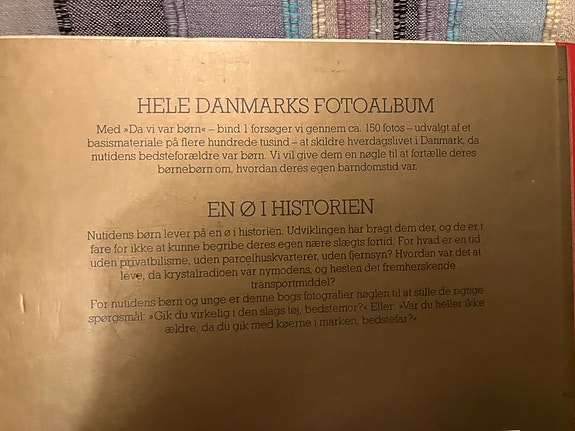 HELE DANMARKS FOTOALBUM
Med »Da vi var børn« – bind 1 forsøger vi gennem ca. 150 fotos – udvalgt af et
basismateriale på flere hundrede tusind – at skildre hverdagslivet i Danmark, da
nutidens bedsteforældre var børn. Vi vil give dem en nøgle til at fortælle deres
børnebørn om, hvordan deres egen barndomstid var.
EN Ø I HISTORIEN
Nutidens børn lever på en ø i historien. Udviklingen har bragt dem der, og de er i
fare for ikke at kunne begribe deres egen nære slægts fortid. For hvad er en tid
uden privatbilisme, uden parcelhuskvarterer, uden fjernsyn? Hvordan var det at
leve, da krystalradioen var nymodens, og hesten det fremherskende
transportmiddel?
For nutidens børn og unge er denne bogs fotografier nøglen til at stille de rigtige
spørgsmål: »Gik du virkelig i den slags tøj, bedstemor?« Eller: »Var du heller ikke
ældre, da du gik med køerne i marken, bedstefar?«